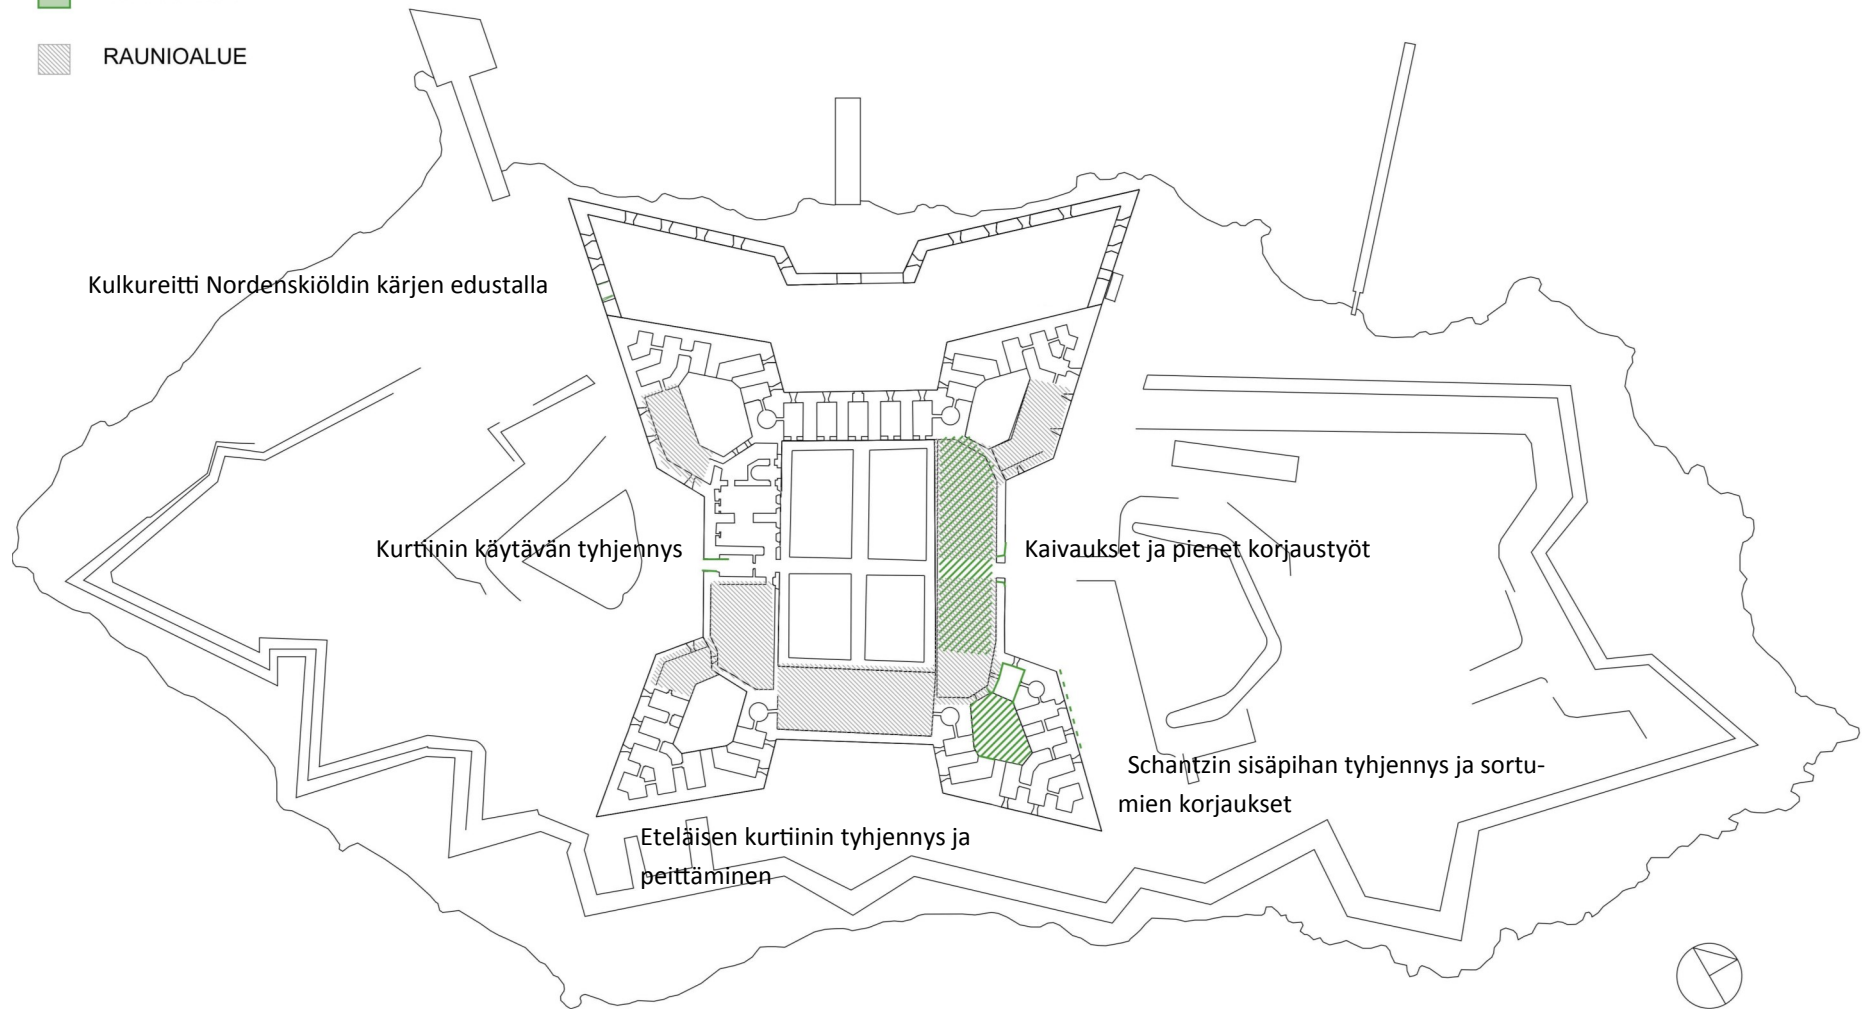 RAUNIOALUE
Kulkureitti Nordenskiöldin kärjen edustalla
Kurtiinin käytävän tyhjennys
Kaivaukset ja pienet korjaustyöt
Schantzin sisäpihan tyhjennys ja sortu-
mien korjaukset
Eteläisen kurtiinin tyhjennys ja
peittäminen